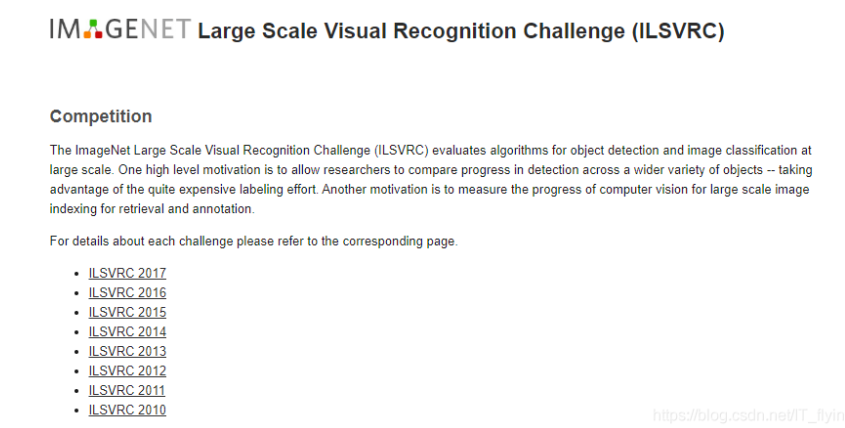 IMAGENET Large Scale Visual Recognition Challenge (ILSVRC)
Competition
The ImageNet Large Scale Visual Recognition Challenge (ILSVRC) evaluates algorithms for object detection and image classification at
large scale. One high level motivation is to allow researchers to compare progress in detection across a wider variety of objects -- taking
advantage of the quite expensive labeling effort. Another motivation is to measure the progress of computer vision for large scale image
indexing for retrieval and annotation.
For details about each challenge please refer to the corresponding page.
• ILSVRC 2017
• ILSVRC 2016
• ILSVRC 2015
• ILSVRC 2014
• ILSVRC 2013
• ILSVRC 2012
• ILSVRC 2011
• ILSVRC 2010
https://blog.csdn.net/IT_flyin